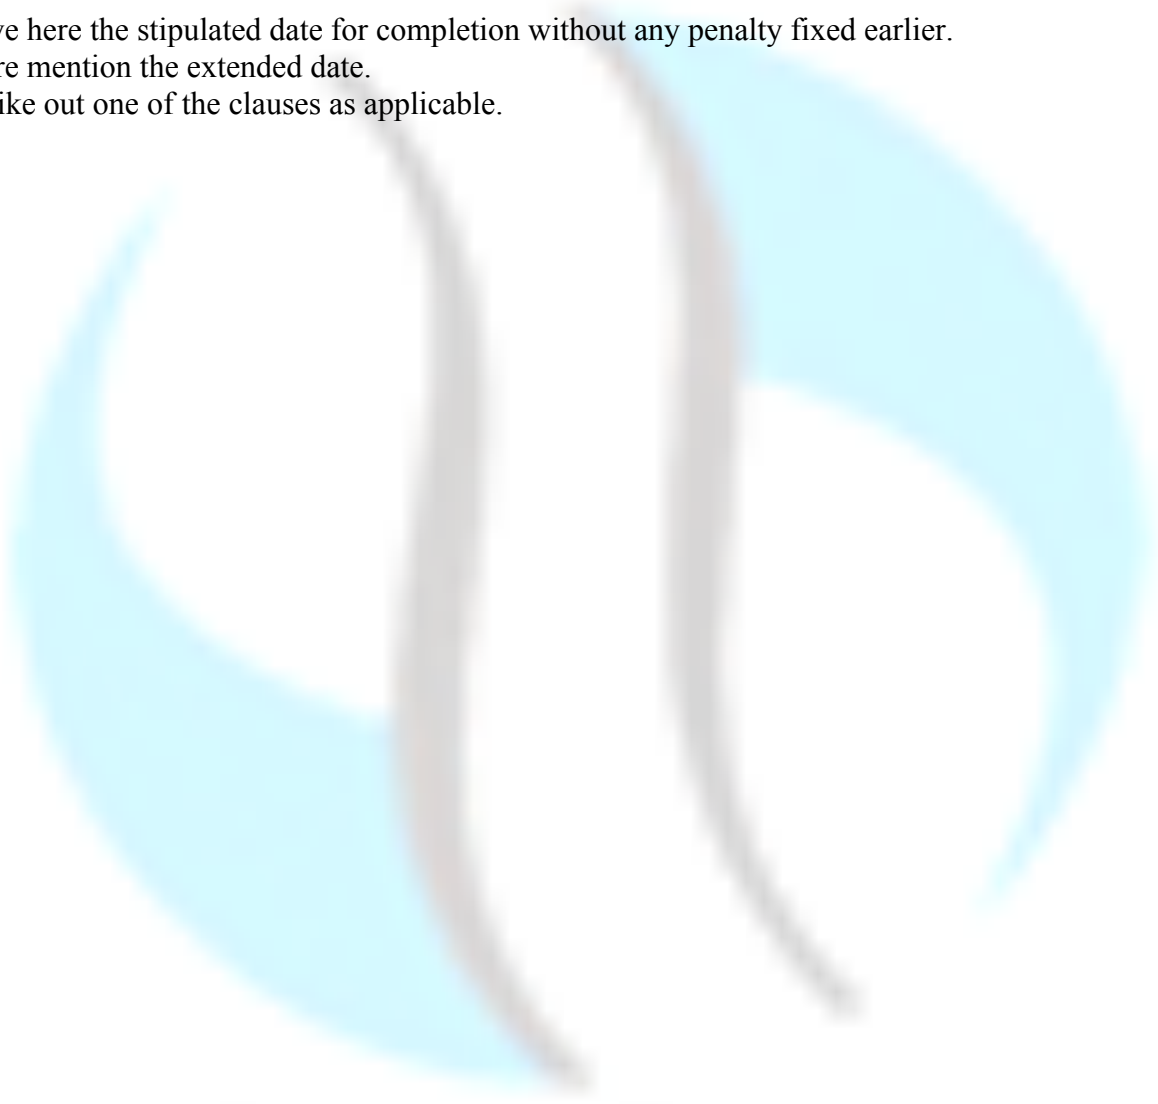 ve here the stipulated date for completion without any penalty fixed earlier.
re mention the extended date.
ike out one of the clauses as applicable.